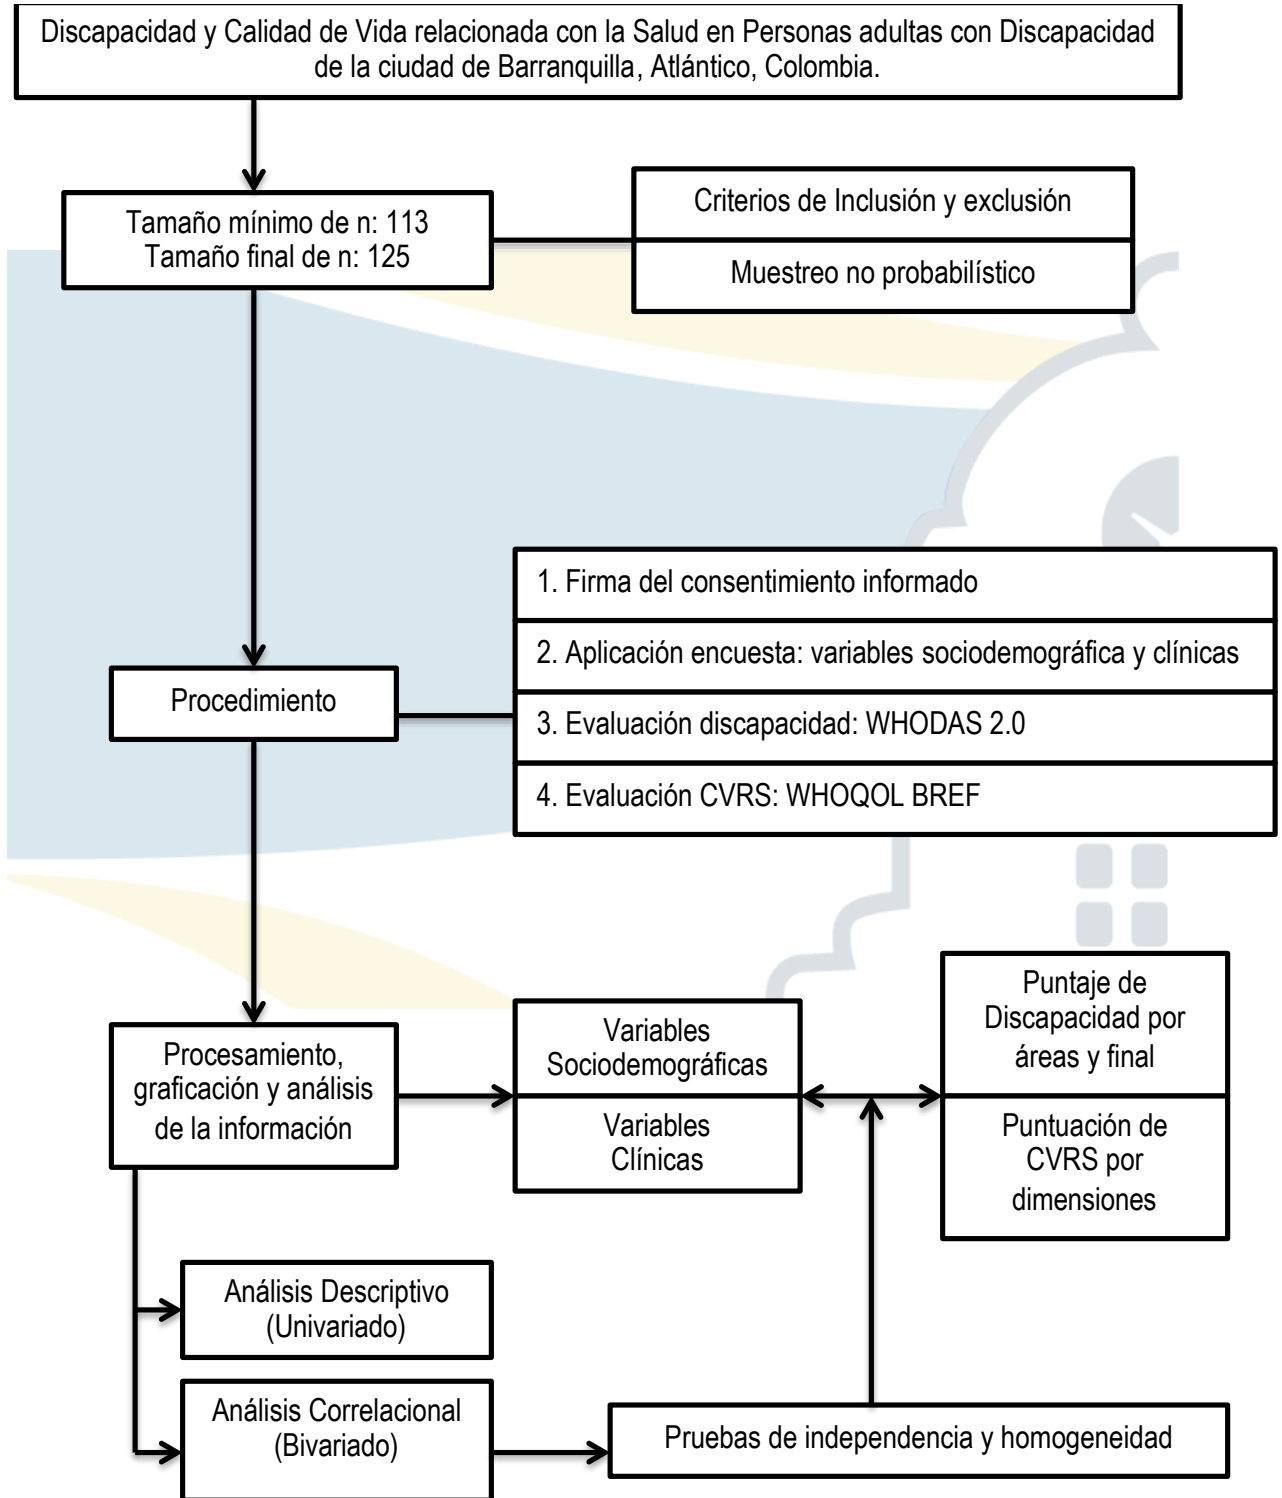 Discapacidad y Calidad de Vida relacionada con la Salud en Personas adultas con Discapacidad
de la ciudad de Barranquilla, Atlántico, Colombia.
Tamaño mínimo de n: 113
Tamaño final de n: 125
Criterios de Inclusión y exclusión
Muestreo no probabilístico
Procedimiento
1. Firma del consentimiento informado
2. Aplicación encuesta: variables sociodemográfica y clínicas
3. Evaluación discapacidad: WHODAS 2.0
4. Evaluación CVRS: WHOQOL BREF
Procesamiento,
graficación y análisis
de la información
Variables
Sociodemográficas
Variables
Clínicas
Puntaje de
Discapacidad por
áreas y final
Puntuación de
CVRS por
dimensiones
Análisis Descriptivo
(Univariado)
Análisis Correlacional
(Bivariado)
Pruebas de independencia y homogeneidad